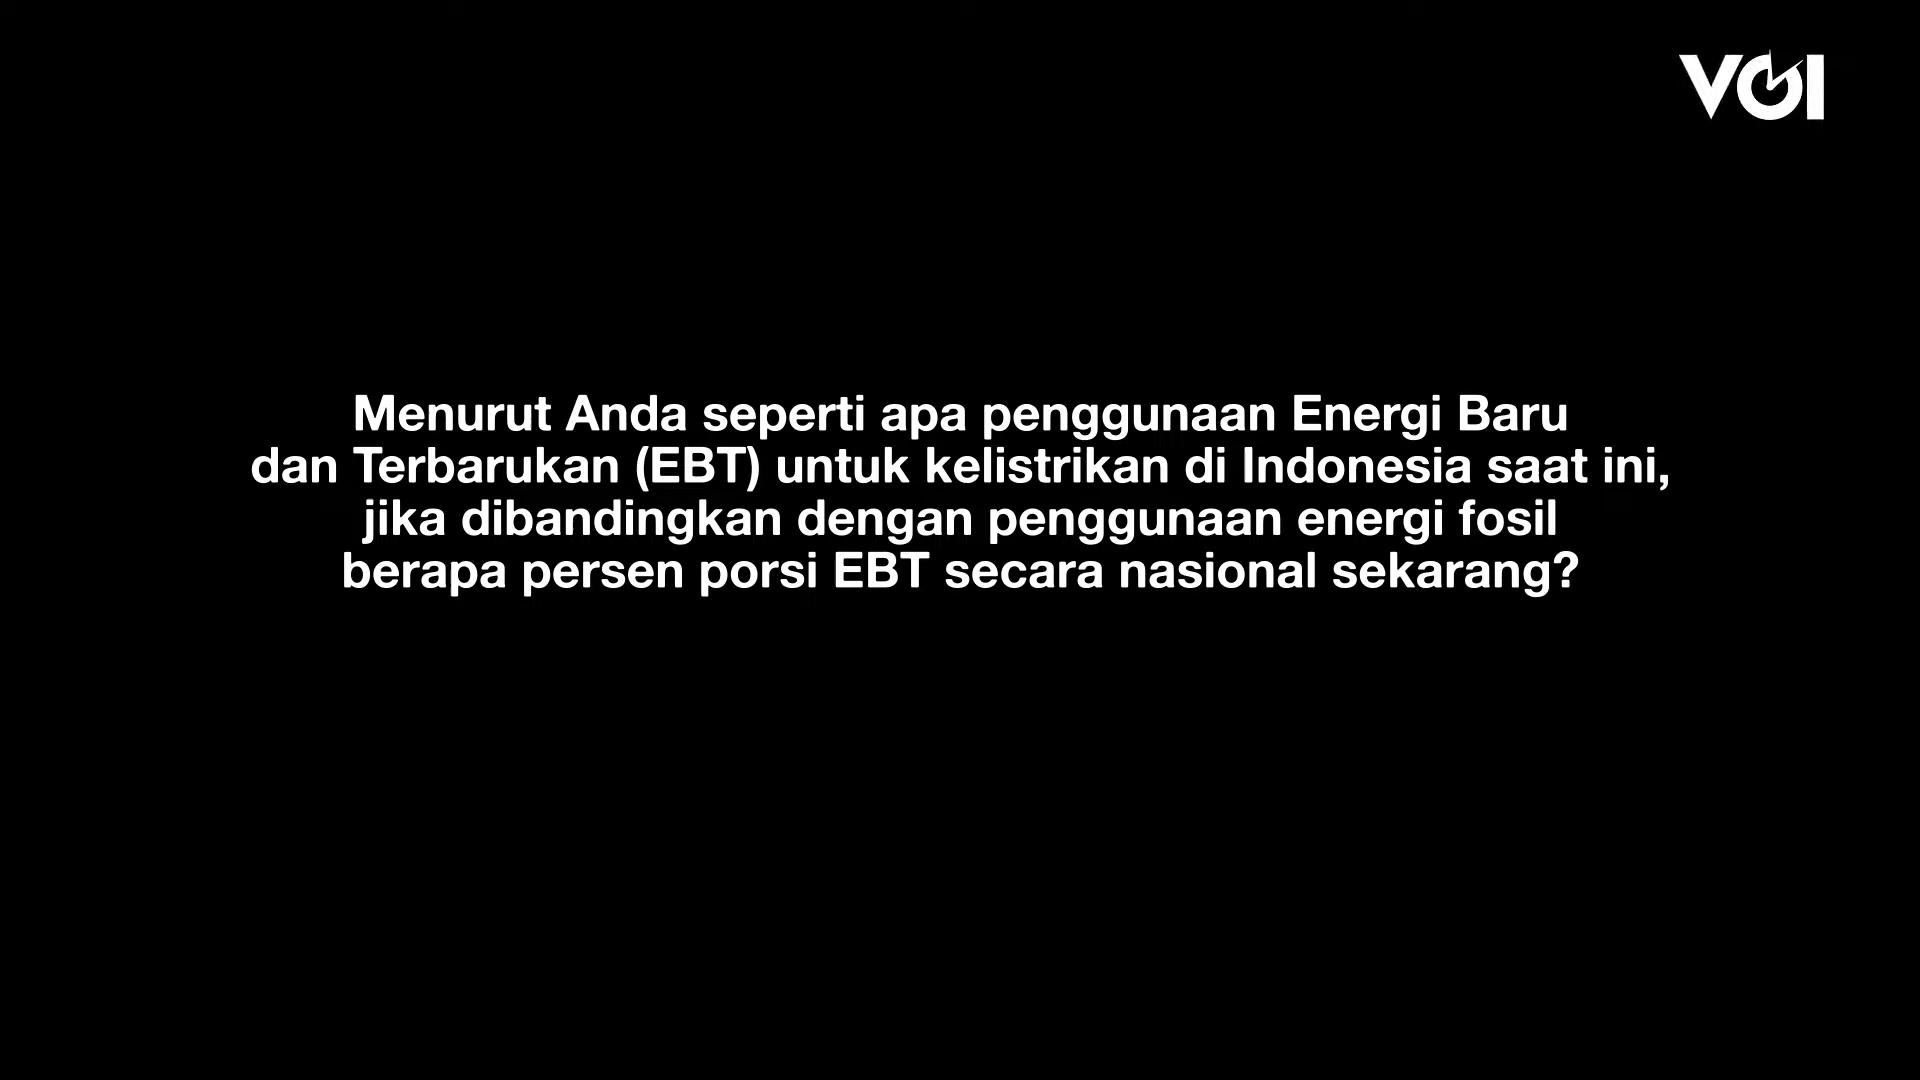 VOI
Menurut Anda seperti apa penggunaan Energi Baru
dan Terbarukan (EBT) untuk kelistrikan di Indonesia saat ini,
jika dibandingkan dengan penggunaan energi fosil
berapa persen porsi EBT secara nasional sekarang?